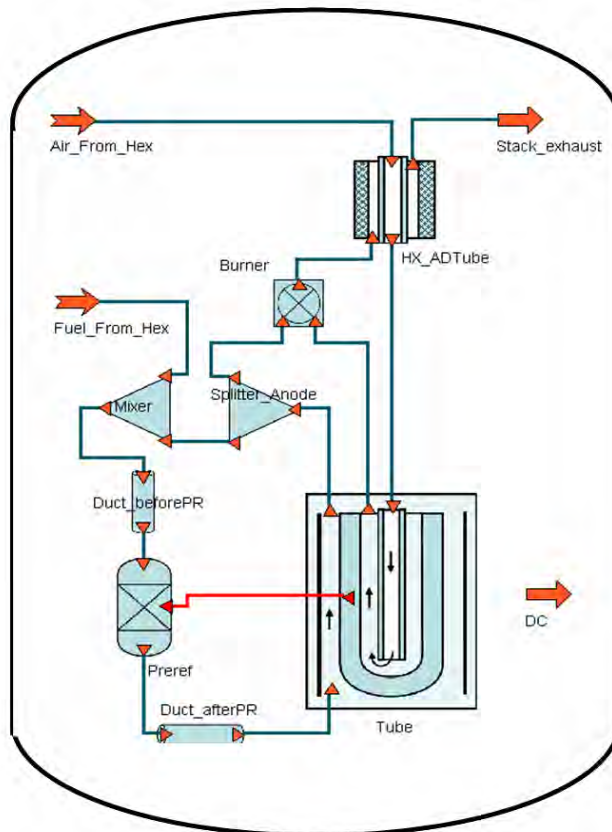 Air_From_Hex
Stack_exhaust
HX_ADTube
Burner
Fuel_From_Hex
Mixer
Splitter_Anode
Duct_beforePR
Preref
DC
Duct_afterPR
Tube